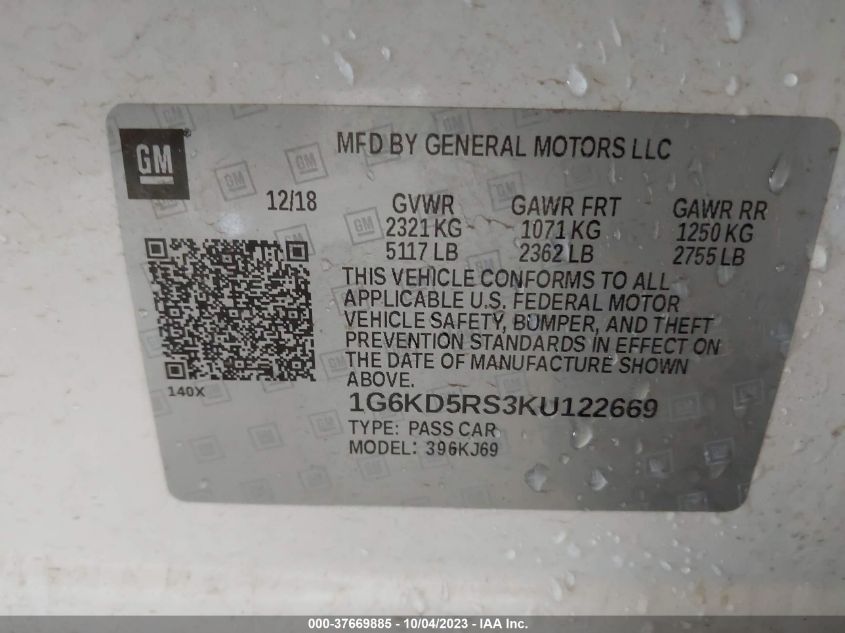 GM
MFD BY GENERAL MOTORS LLC
12/18 GVWR GAWR FRT GAWR RR
2321 KG 1071 KG 1250 KG
5117 LB 2362 LB 2755 LB
THIS VEHICLE CONFORMS TO ALL
APPLICABLE U.S. FEDERAL MOTOR
VEHICLE SAFETY, BUMPER, AND THEFT
PREVENTION STANDARDS IN EFFECT ON
THE DATE OF MANUFACTURE SHOWN
ABOVE.
140X
1G6KD5RS3KU122669
TYPE: PASS CAR
MODEL: 396KJ69
000-37669885 - 10/04/2023 - IAA Inc.